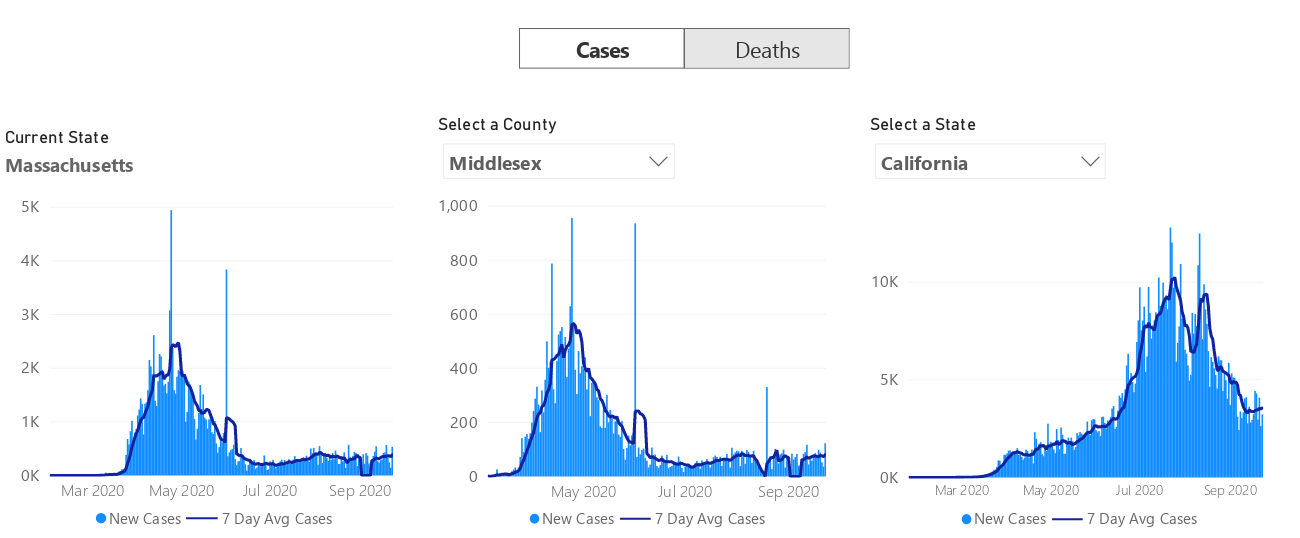 Cases Deaths
Current State
Massachusetts
5K
4K
3K
2K
1K
0K
Mar 2020 May 2020 Jul 2020 Sep 2020
New Cases 7 Day Avg Cases
Select a County
Middlesex
1,000
800
600
400
200
0
May 2020 Jul 2020 Sep 2020
New Cases 7 Day Avg Cases
Select a State
California
10K
5K
0K
Mar 2020 May 2020 Jul 2020 Sep 2020
New Cases 7 Day Avg Cases